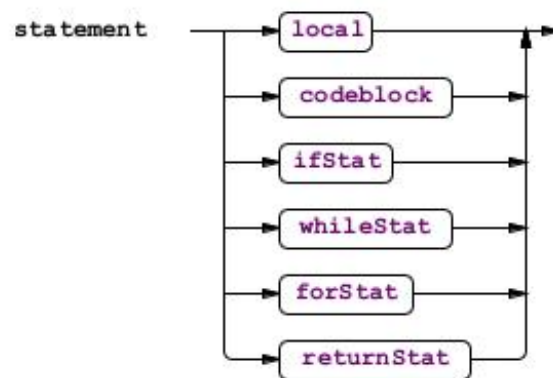 statement local
codeblock
ifStat
whileStat
forStat
returnStat